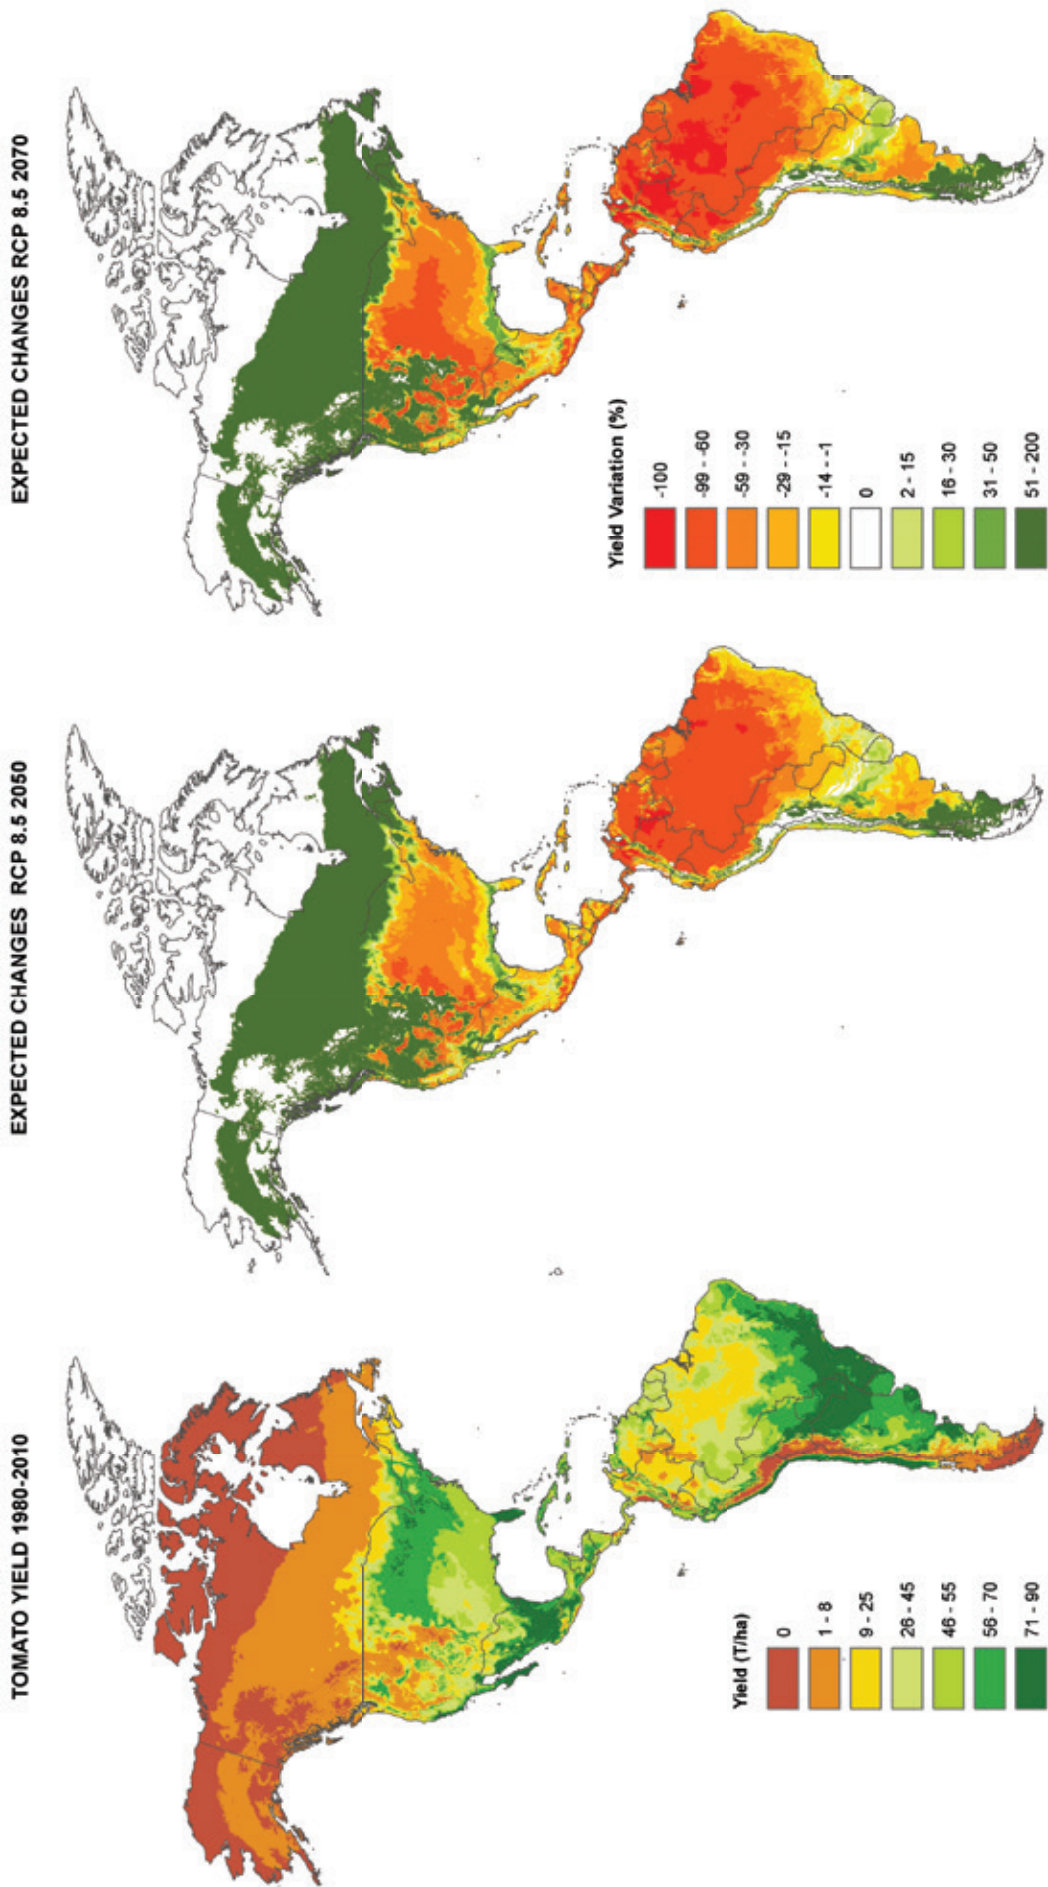 TOMATO YIELD 1980-2010
Yield (T/ha)
0
1 - 8
9 - 25
26 - 45
46 - 55
56 - 70
71 - 90
EXPECTED CHANGES RCP 8.5 2050
EXPECTED CHANGES RCP 8.5 2070
Yield Variation (%)
-100
-99 - -60
-59 - -30
-29 - -15
-14 - -1
0
2 - 15
16 - 30
31 - 50
51 - 200